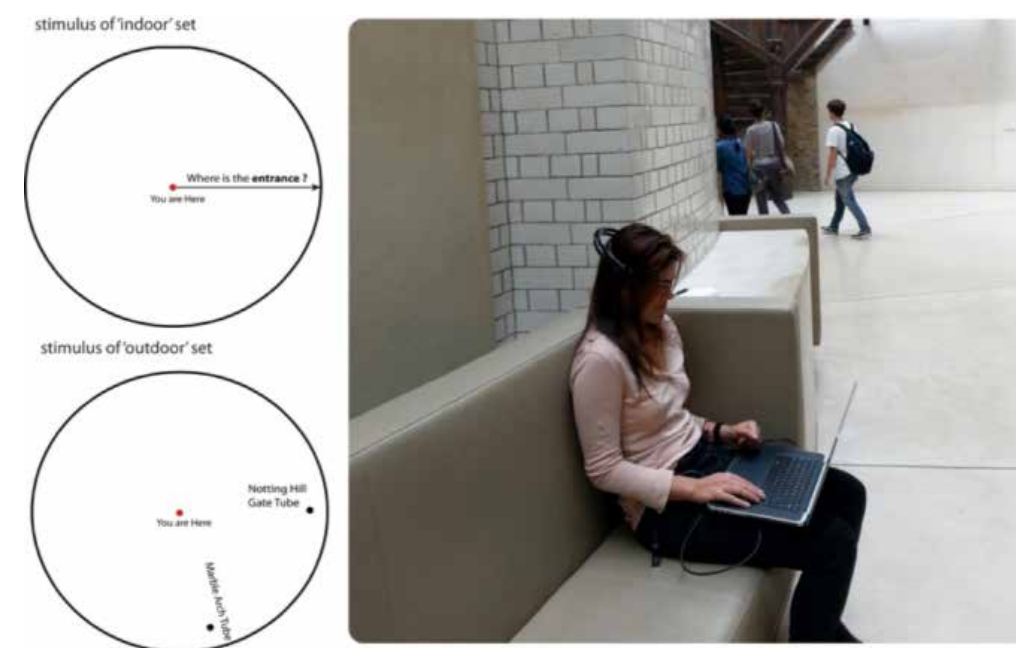 stimulus of 'indoor' set
Where is the entrance ?
You are Here
stimulus of 'outdoor' set
Notting Hill
Gate Tube
You are Here
Marble Arch Tube